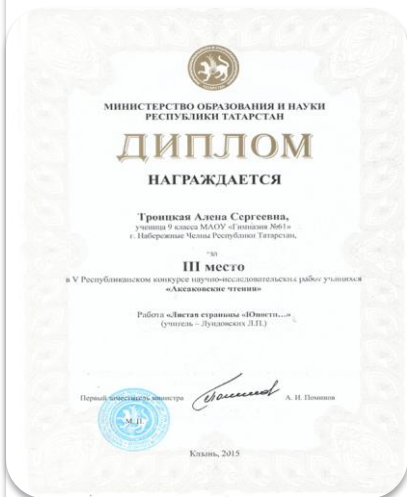 МИНИСТЕРСТВО ОБРАЗОВАНИЯ И НАУКИ
РЕСПУБЛИКИ ТАТАРСТАН
ДИПЛОМ
НАГРАЖДАЕТСЯ
Троицкая Алена Сергеевна,
ученица 9 класса МАОУ «Гимназия №61»
г. Набережные Челны Республики Татарстан,
за
III место
в V Республиканском конкурсе научно-исследовательских работ учащихся
«Аксаковские чтения»
Работа «Листая страницы «Юности…»
(учитель – Лундовских Л.П.)
Первый заместитель министра А. И. Поминов
М. П.
Казань, 2015